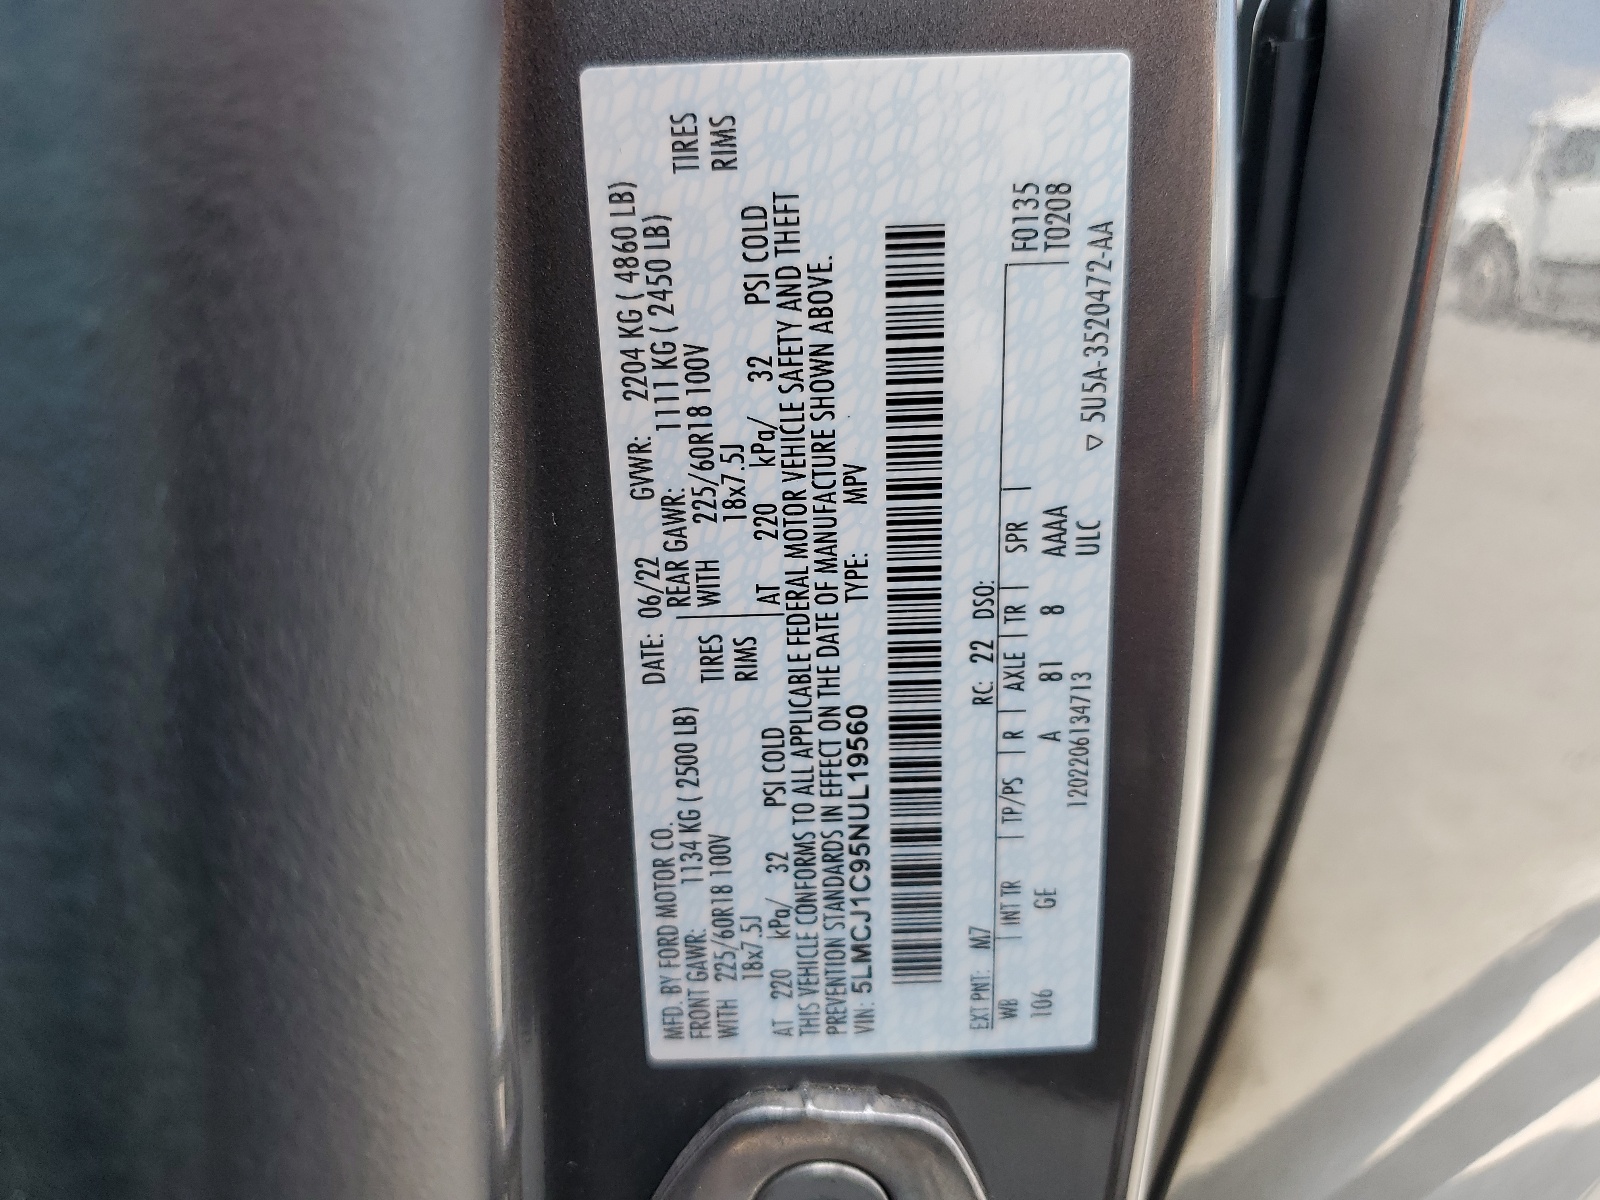 MFD. BY FORD MOTOR CO. DATE: 06/22 GVWR: 2204 KG ( 4860 LB)
FRONT GAWR: 1134 KG ( 2500 LB) REAR GAWR: 1111 KG ( 2450 LB)
WITH 225/60R18 100V TIRES WITH 225/60R18 100V TIRES
18x7.5J RIMS 18x7.5J RIMS
AT 220 kPa/ 32 PSI COLD AT 220 kPa/ 32 PSI COLD
THIS VEHICLE CONFORMS TO ALL APPLICABLE FEDERAL MOTOR VEHICLE SAFETY AND THEFT
PREVENTION STANDARDS IN EFFECT ON THE DATE OF MANUFACTURE SHOWN ABOVE.
VIN: 5LMCJ1C95NUL19560 TYPE: MPV
EXT PNT: M7 RC: 22 DSO:
WB INT TR TP/PS R AXLE TR SPR F0135
106 GE A 81 8 AAAA T0208
120220613 4713 ULC
▽ 5U5A-3520472-AA